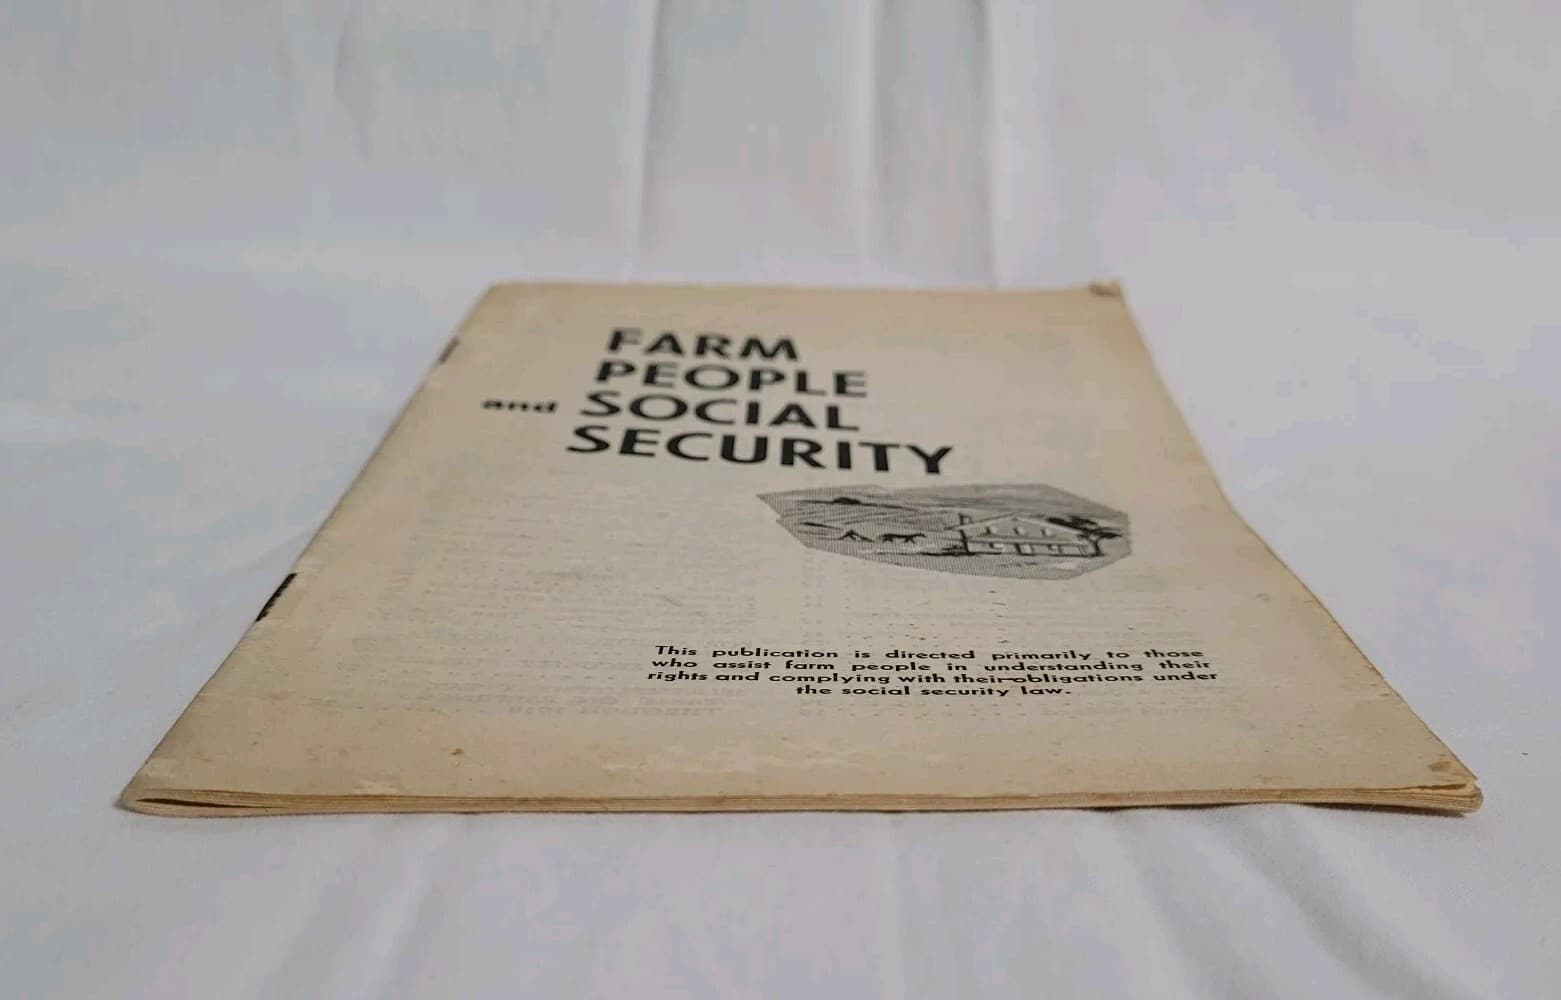 FARM
PEOPLE
and SOCIAL
SECURITY
This publication is directed primarily to those
who assist farm people in understanding their
rights and complying with their obligations under
the social security law.